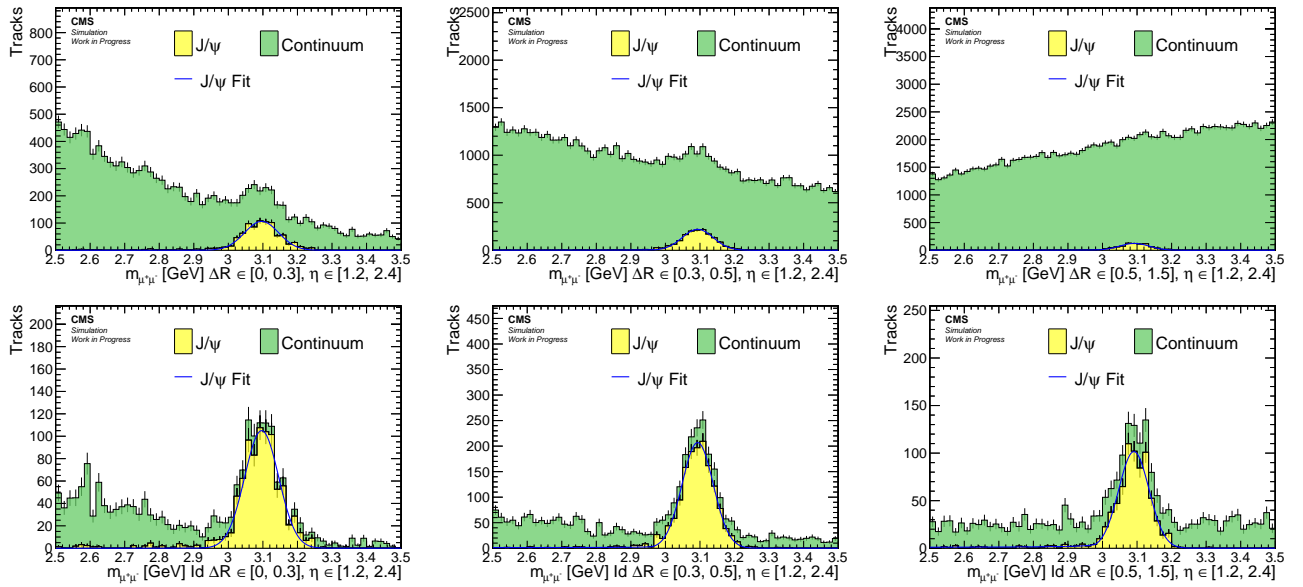 CMS
Simulation
Work in Progress
J/ψ
Continuum
J/ψ Fit
Tracks
0
100
200
300
400
500
600
700
800
2.5 2.6 2.7 2.8 2.9 3 3.1 3.2 3.3 3.4 3.5
m μ⁺μ⁻ [GeV] ΔR ∈ [0, 0.3], η ∈ [1.2, 2.4]
CMS
Simulation
Work in Progress
J/ψ
Continuum
J/ψ Fit
Tracks
0
500
1000
1500
2000
2500
2.5 2.6 2.7 2.8 2.9 3 3.1 3.2 3.3 3.4 3.5
m μ⁺μ⁻ [GeV] ΔR ∈ [0.3, 0.5], η ∈ [1.2, 2.4]
CMS
Simulation
Work in Progress
J/ψ
Continuum
J/ψ Fit
Tracks
0
500
1000
1500
2000
2500
3000
3500
4000
2.5 2.6 2.7 2.8 2.9 3 3.1 3.2 3.3 3.4 3.5
m μ⁺μ⁻ [GeV] ΔR ∈ [0.5, 1.5], η ∈ [1.2, 2.4]
CMS
Simulation
Work in Progress
J/ψ
Continuum
J/ψ Fit
Tracks
0
20
40
60
80
100
120
140
160
180
200
2.5 2.6 2.7 2.8 2.9 3 3.1 3.2 3.3 3.4 3.5
m μ⁺μ⁻ [GeV] Id ΔR ∈ [0, 0.3], η ∈ [1.2, 2.4]
CMS
Simulation
Work in Progress
J/ψ
Continuum
J/ψ Fit
Tracks
0
50
100
150
200
250
300
350
400
450
2.5 2.6 2.7 2.8 2.9 3 3.1 3.2 3.3 3.4 3.5
m μ⁺μ⁻ [GeV] Id ΔR ∈ [0.3, 0.5], η ∈ [1.2, 2.4]
CMS
Simulation
Work in Progress
J/ψ
Continuum
J/ψ Fit
Tracks
0
50
100
150
200
250
2.5 2.6 2.7 2.8 2.9 3 3.1 3.2 3.3 3.4 3.5
m μ⁺μ⁻ [GeV] Id ΔR ∈ [0.5, 1.5], η ∈ [1.2, 2.4]